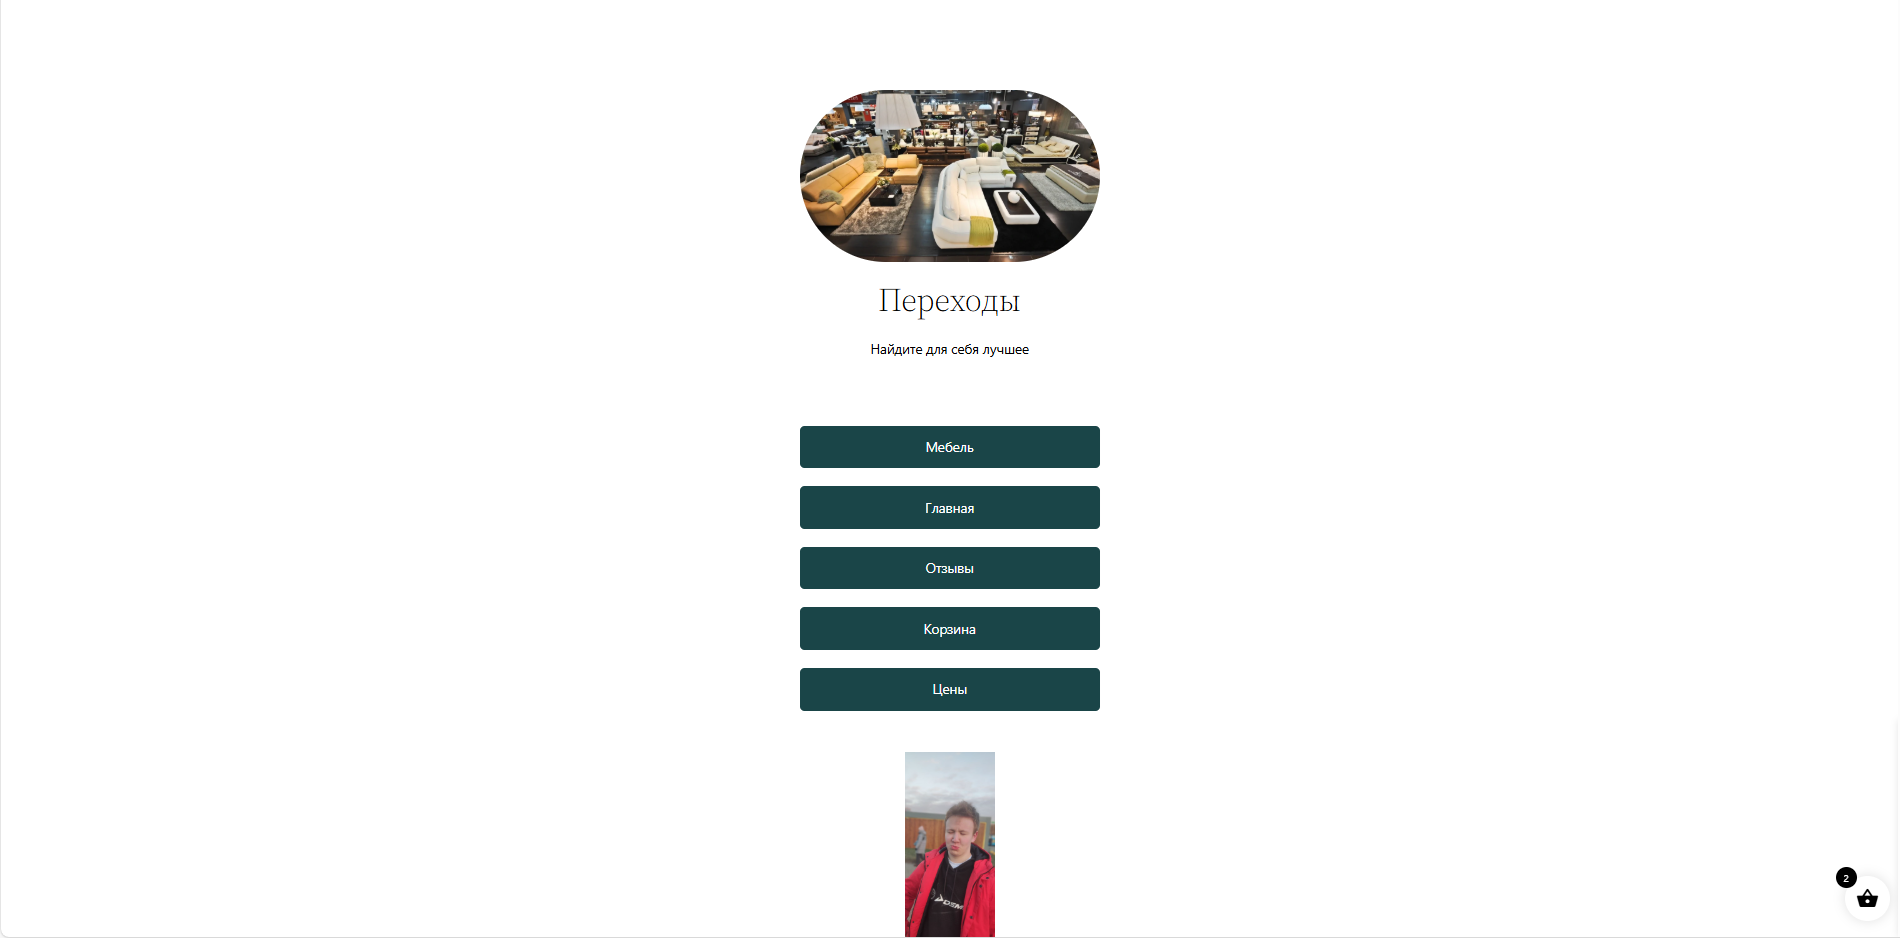 Переходы
Найдите для себя лучшее
Мебель
Главная
Отзывы
Корзина
Цены
2